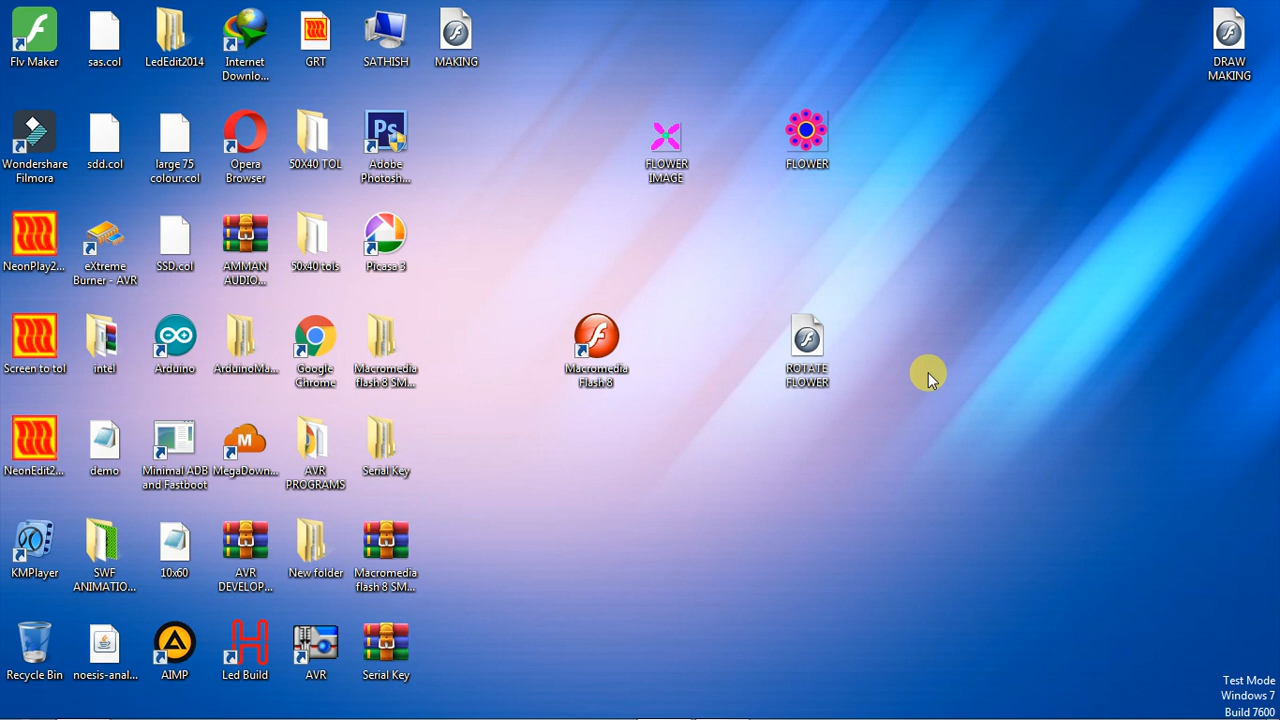 Flv Maker
sas.col
LedEdit2014
Internet
Downlo...
GRT
SATHISH
MAKING
DRAW
MAKING
Wondershare
Filmora
sdd.col
large 75
colour.col
Opera
Browser
50X40 TOL
Ps
Adobe
Photosh...
FLOWER
IMAGE
FLOWER
NeonPlay2...
eXtreme
Burner - AVR
SSD.col
AMMAN
AUDIO...
50x40 tols
Picasa 3
Screen to tol
intel
Arduino
ArduinoMa...
Google
Chrome
Macromedia
flash 8 SM...
Macromedia
Flash 8
ROTATE
FLOWER
NeonEdit2...
demo
Minimal ADB
and Fastboot
MegaDown...
AVR
PROGRAMS
Serial Key
KMPlayer
SWF
ANIMATIO...
10x60
AVR
DEVELOP...
New folder
Macromedia
flash 8 SM...
Recycle Bin
noesis-anal...
AIMP
Led Build
AVR
Serial Key
Test Mode
Windows 7
Build 7600